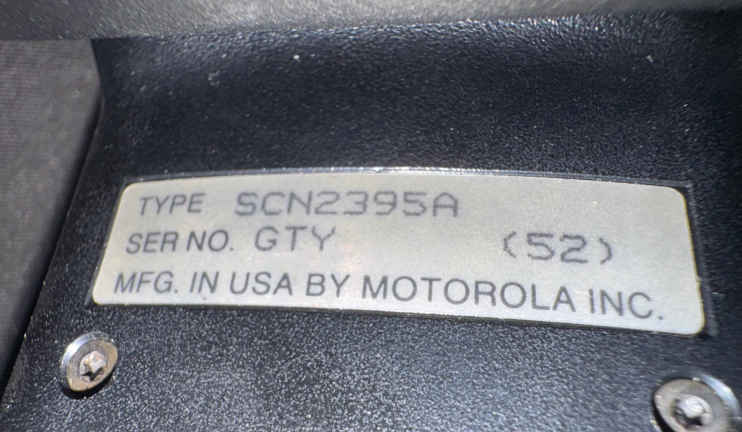 TYPE SCN2395A
SER NO. GTY (52)
MFG. IN USA BY MOTOROLA INC.